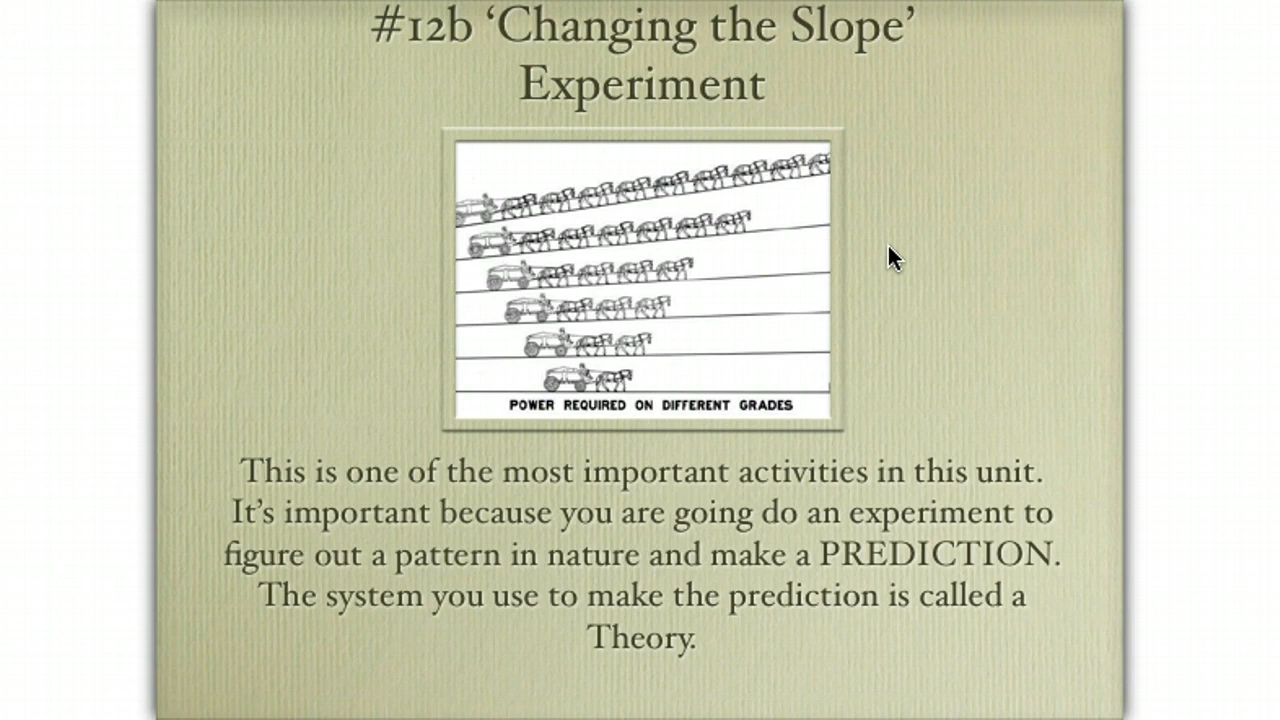 #12b ‘Changing the Slope’
Experiment
POWER REQUIRED ON DIFFERENT GRADES
This is one of the most important activities in this unit.
It’s important because you are going do an experiment to
figure out a pattern in nature and make a PREDICTION.
The system you use to make the prediction is called a
Theory.